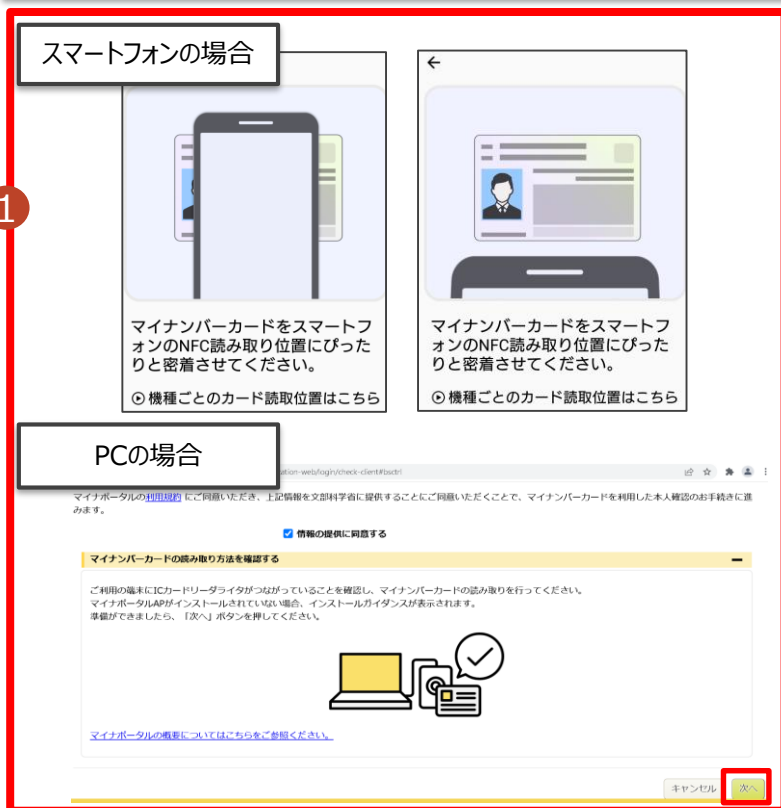 スマートフォンの場合
1
マイナンバーカードをスマートフ
ォンのNFC読み取り位置にぴった
りと密着させてください。
機種ごとのカード読取位置はこちら
マイナンバーカードをスマートフ
ォンのNFC読み取り位置にぴった
りと密着させてください。
機種ごとのカード読取位置はこちら
PCの場合
ation-web/login/check-client#bsctrl
マイナポータルの利用規約 にご同意いただき、上記情報を文部科学省に提供することにご同意いただくことで、マイナンバーカードを利用した本人確認のお手続きに進
みます。
情報の提供に同意する
マイナンバーカードの読み取り方法を確認する
ご利用の端末にICカードリーダライタがつながっていることを確認し、マイナンバーカードの読み取りを行ってください。
マイナポータルAPがインストールされていない場合、インストールガイダンスが表示されます。
準備ができましたら、「次へ」ボタンを押してください。
マイナポータルの概要についてはこちらをご参照ください。
キャンセル
次へ